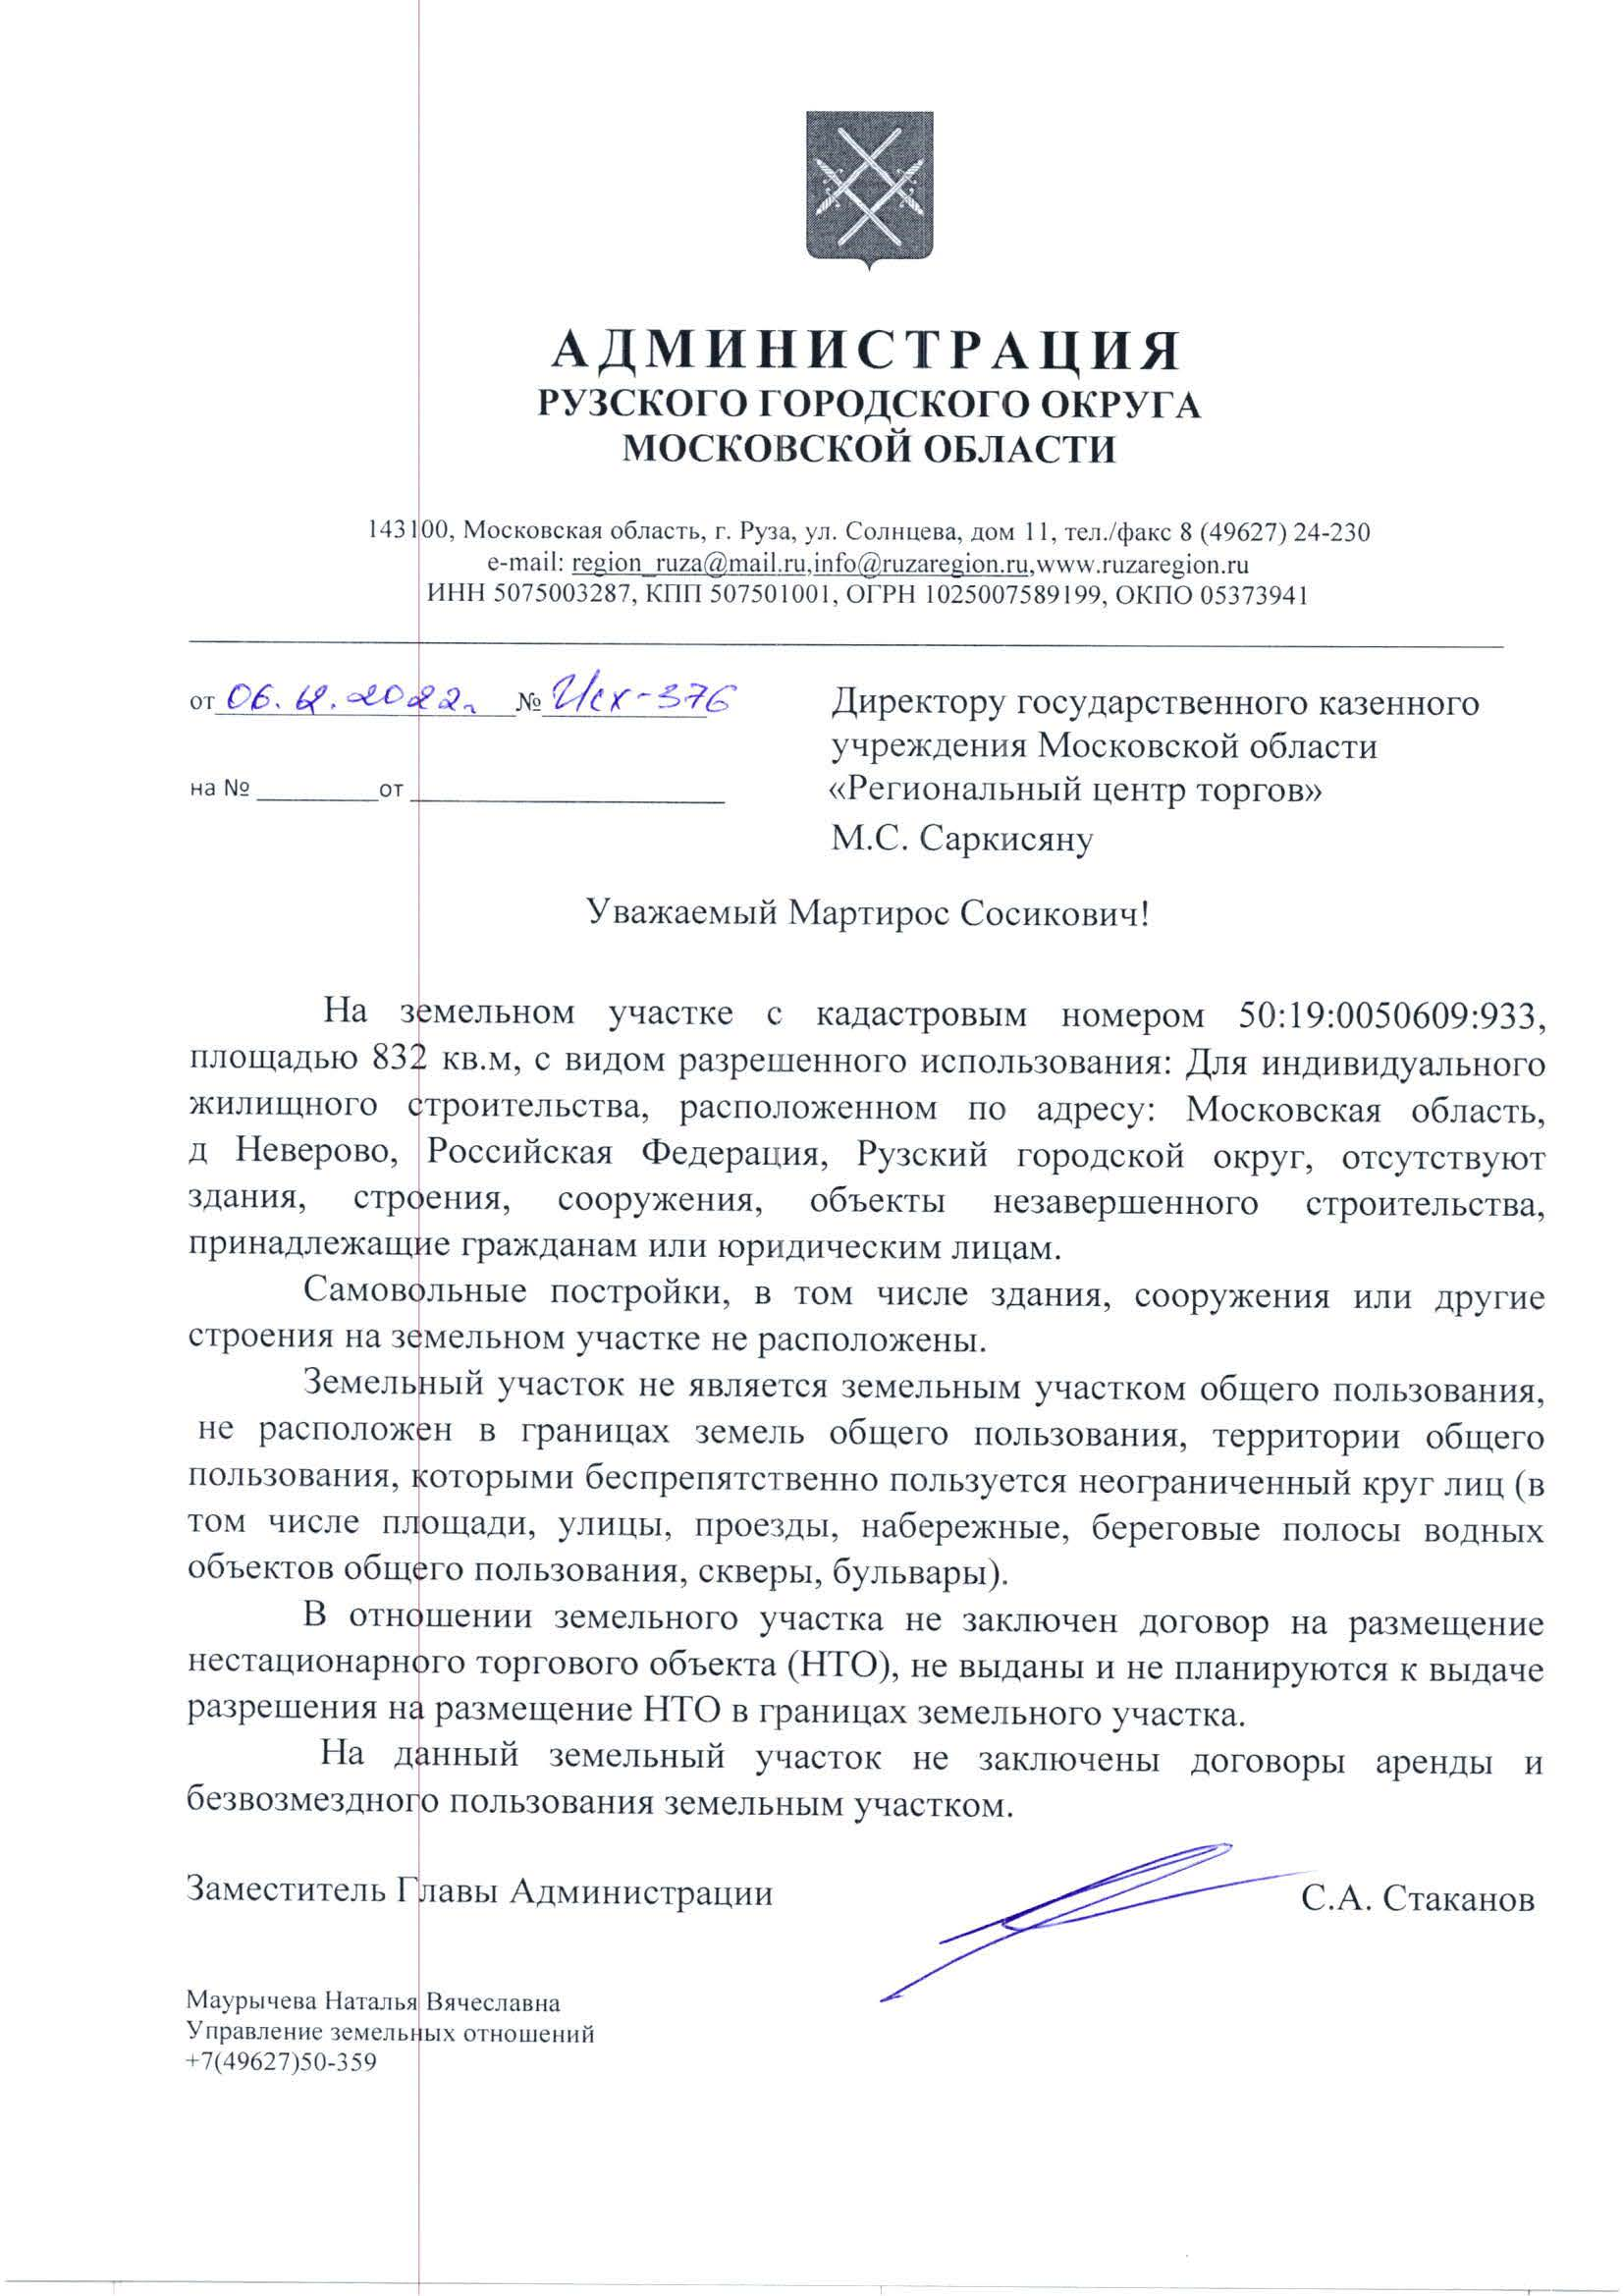 АДМИНИСТРАЦИЯ
РУЗСКОГО ГОРОДСКОГО ОКРУГА
МОСКОВСКОЙ ОБЛАСТИ
143100, Московская область, г. Руза, ул. Солнцева, дом 11, тел./факс 8 (49627) 24-230
e-mail: region_ruza@mail.ru,info@ruzaregion.ru,www.ruzaregion.ru
ИНН 5075003287, КПП 507501001, ОГРН 1025007589199, ОКПО 05373941
от 06.12.2022г. № Исх-376
на № __________от __________
Директору государственного казенного
учреждения Московской области
«Региональный центр торгов»
М.С. Саркисяну
Уважаемый Мартирос Сосикович!
На земельном участке с кадастровым номером 50:19:0050609:933,
площадью 832 кв.м, с видом разрешенного использования: Для индивидуального
жилищного строительства, расположенном по адресу: Московская область,
д Неверово, Российская Федерация, Рузский городской округ, отсутствуют
здания, строения, сооружения, объекты незавершенного строительства,
принадлежащие гражданам или юридическим лицам.
Самовольные постройки, в том числе здания, сооружения или другие
строения на земельном участке не расположены.
Земельный участок не является земельным участком общего пользования,
не расположен в границах земель общего пользования, территории общего
пользования, которыми беспрепятственно пользуется неограниченный круг лиц (в
том числе площади, улицы, проезды, набережные, береговые полосы водных
объектов общего пользования, скверы, бульвары).
В отношении земельного участка не заключен договор на размещение
нестационарного торгового объекта (НТО), не выданы и не планируются к выдаче
разрешения на размещение НТО в границах земельного участка.
На данный земельный участок не заключены договоры аренды и
безвозмездного пользования земельным участком.
Заместитель Главы Администрации С.А. Стаканов
Маурычева Наталья Вячеславна
Управление земельных отношений
+7(49627)50-359